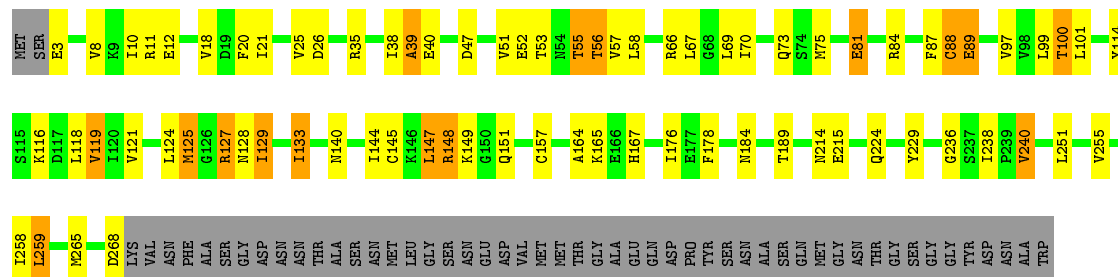 MET SER E3 V8 K9 I10 R11 E12 V18 D19 F20 I21 V25 D26 R35 I38 A39 E40 D47 V51 E52 T53 N54 T55 T56 V57 L58 R66 L67 G68 L69 I70 Q73 S74 M75 E81 R84 F87 C88 E89 V97 V98 L99 T100 L101 Y114
S115 K116 D117 L118 V119 I120 V121 L124 M125 G126 R127 N128 I129 I133 N140 I144 C145 K146 L147 R148 K149 G150 Q151 C157 A164 K165 E166 H167 I176 E177 F178 N184 T189 N214 E215 Q224 Y229 G236 S237 I238 P239 V240 L251 V255
I258 L259 M265 D268 LYS VAL ASN PHE ALA SER GLY ASP ASN ASN THR ALA SER ASN MET LEU GLY SER ASN GLU ASP VAL MET MET THR GLY ALA GLU GLN ASP PRO TYR SER ASN ALA SER GLN MET GLY ASN THR GLY SER GLY GLY TYR ASP ASN ALA TRP